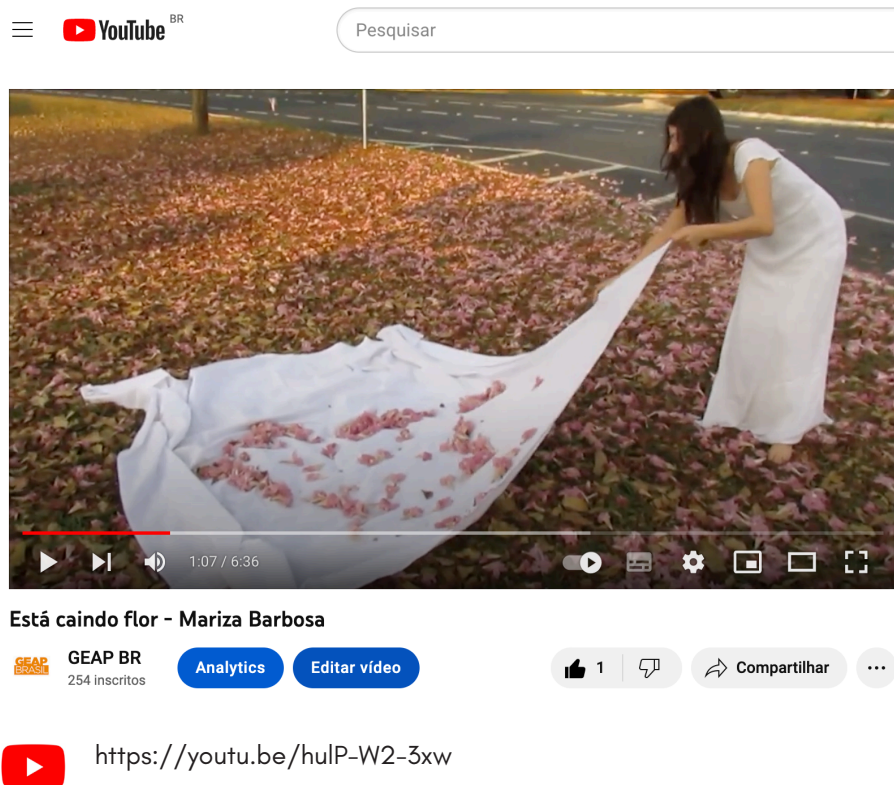 YouTube BR
Pesquisar
1:07 / 6:36
Está caindo flor - Mariza Barbosa
GEAP
BRASIL
GEAP BR
254 inscritos
Analytics
Editar vídeo
1
Compartilhar
https://youtu.be/hulP-W2-3xw